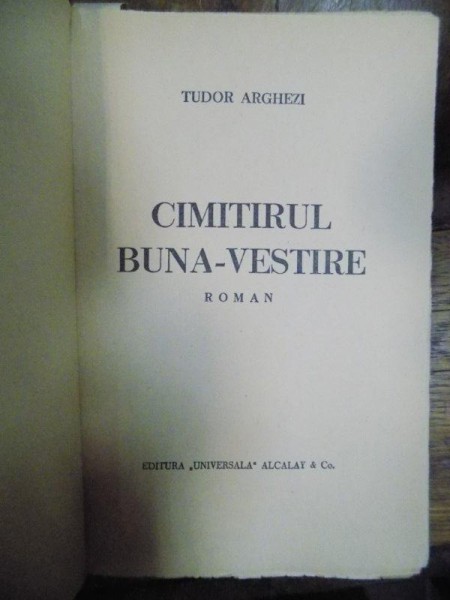 TUDOR ARGHEZI
CIMITIRUL
BUNA-VESTIRE
ROMAN
EDITURA „UNIVERSALA“ ALCALAY & Co.